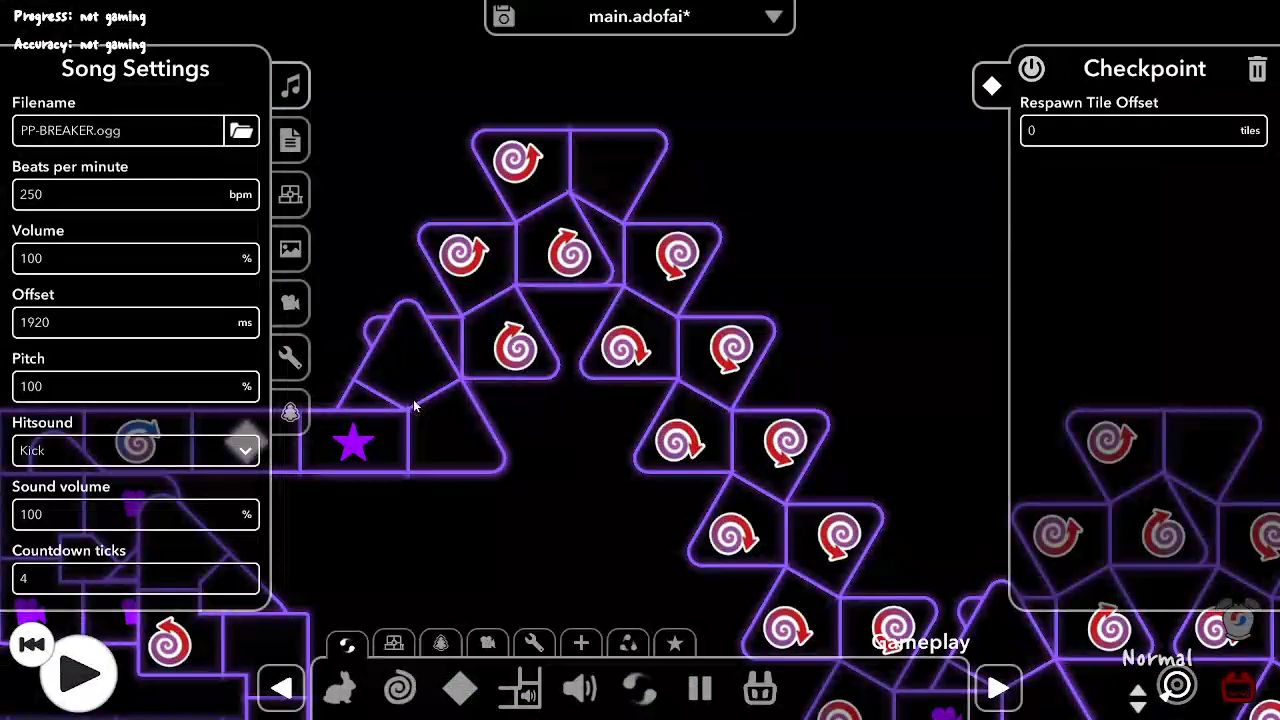 Progress: not gaming
Accuracy: not gaming
main.adofai*
Song Settings
Filename
PP-BREAKER.ogg
Beats per minute
250 bpm
Volume
100 %
Offset
1920 ms
Pitch
100 %
Hitsound
Kick
Sound volume
100 %
Countdown ticks
4
Checkpoint
Respawn Tile Offset
0 tiles
Gameplay
Normal